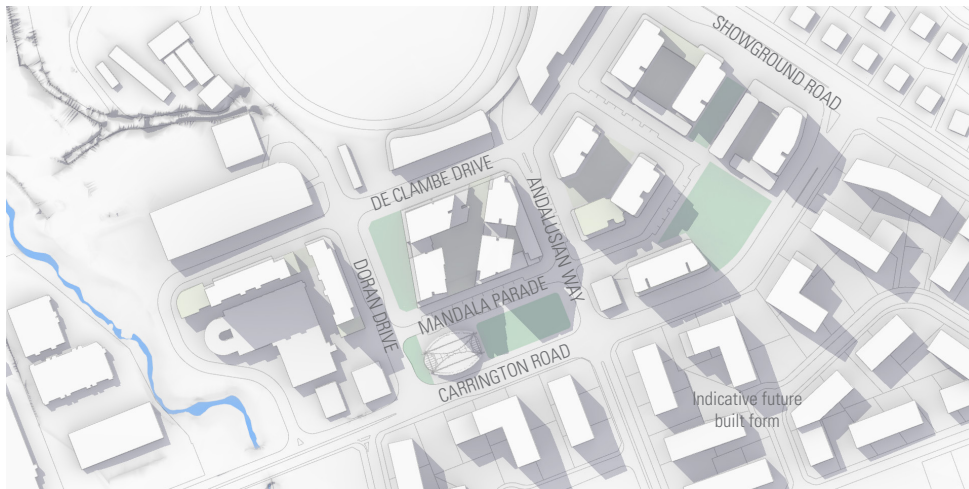 SHOWGROUND ROAD
DE CLAMBE DRIVE
ANDALUSIAN WAY
DORAN DRIVE
MANDALA PARADE
CARRINGTON ROAD
Indicative future
built form